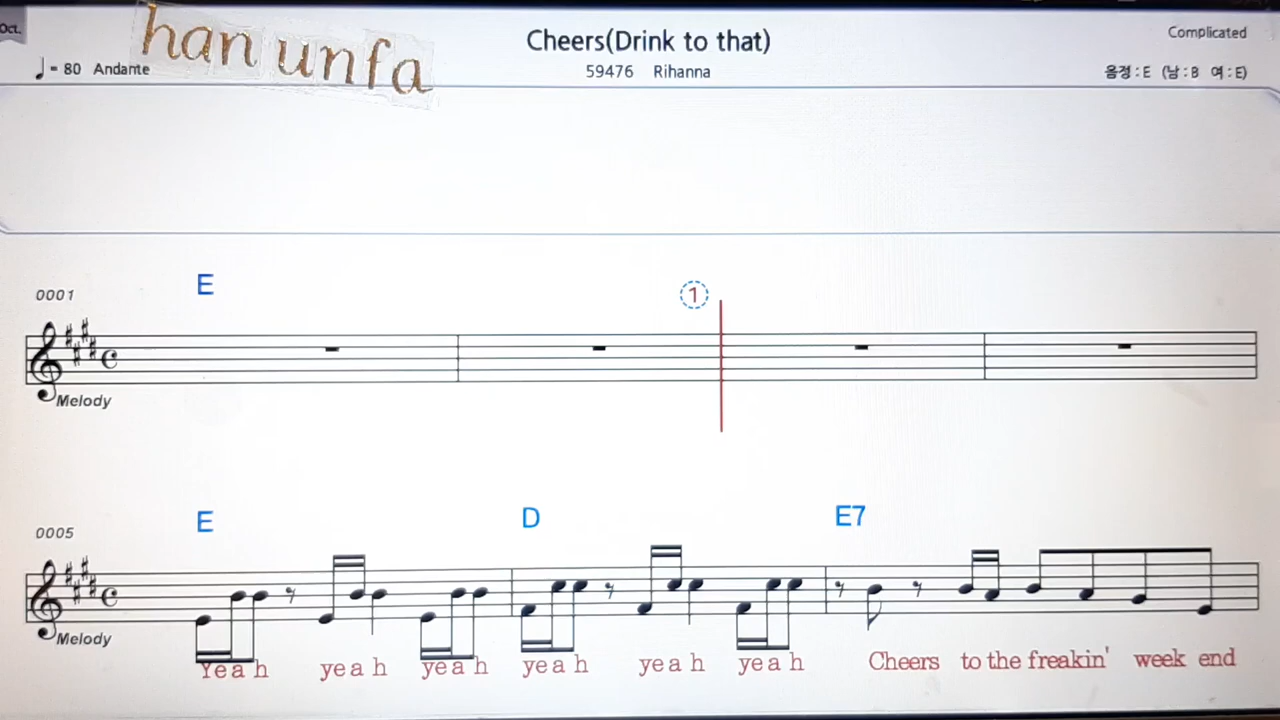 Oct.
han unfa
Cheers(Drink to that)
Complicated
♩= 80 Andante
59476 Rihanna
음정 : E (남 : B 여 : E)
0001
E
1
Melody
0005
E D E7
Melody
Yea h yea h yea h yea h yea h yea h Cheers to the freakin' week end